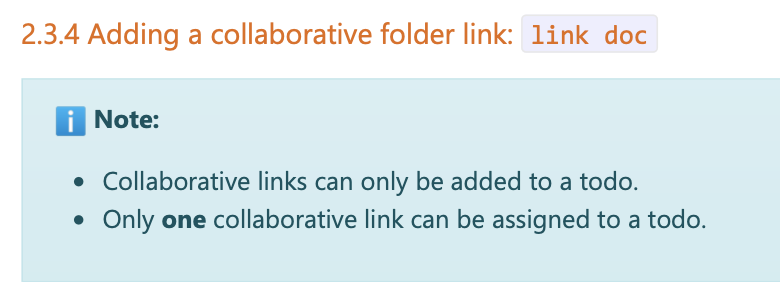 2.3.4 Adding a collaborative folder link: link doc
Note:
Collaborative links can only be added to a todo.
Only one collaborative link can be assigned to a todo.